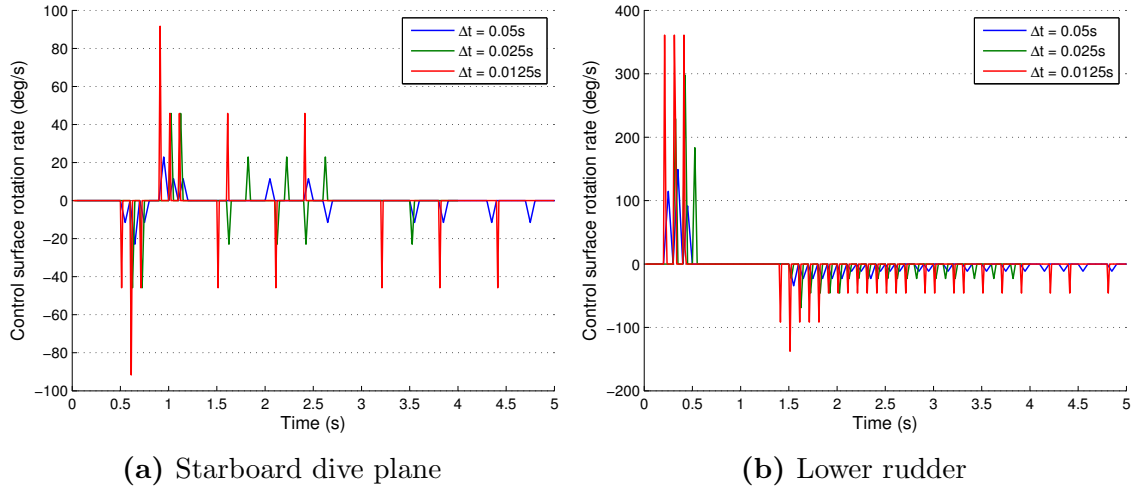 100
80
60
40
20
0
−20
−40
−60
−80
−100
Control surface rotation rate (deg/s)
0 0.5 1 1.5 2 2.5 3 3.5 4 4.5 5
Time (s)
Δt = 0.05s
Δt = 0.025s
Δt = 0.0125s
(a) Starboard dive plane
400
300
200
100
0
−100
−200
Control surface rotation rate (deg/s)
0 0.5 1 1.5 2 2.5 3 3.5 4 4.5 5
Time (s)
Δt = 0.05s
Δt = 0.025s
Δt = 0.0125s
(b) Lower rudder